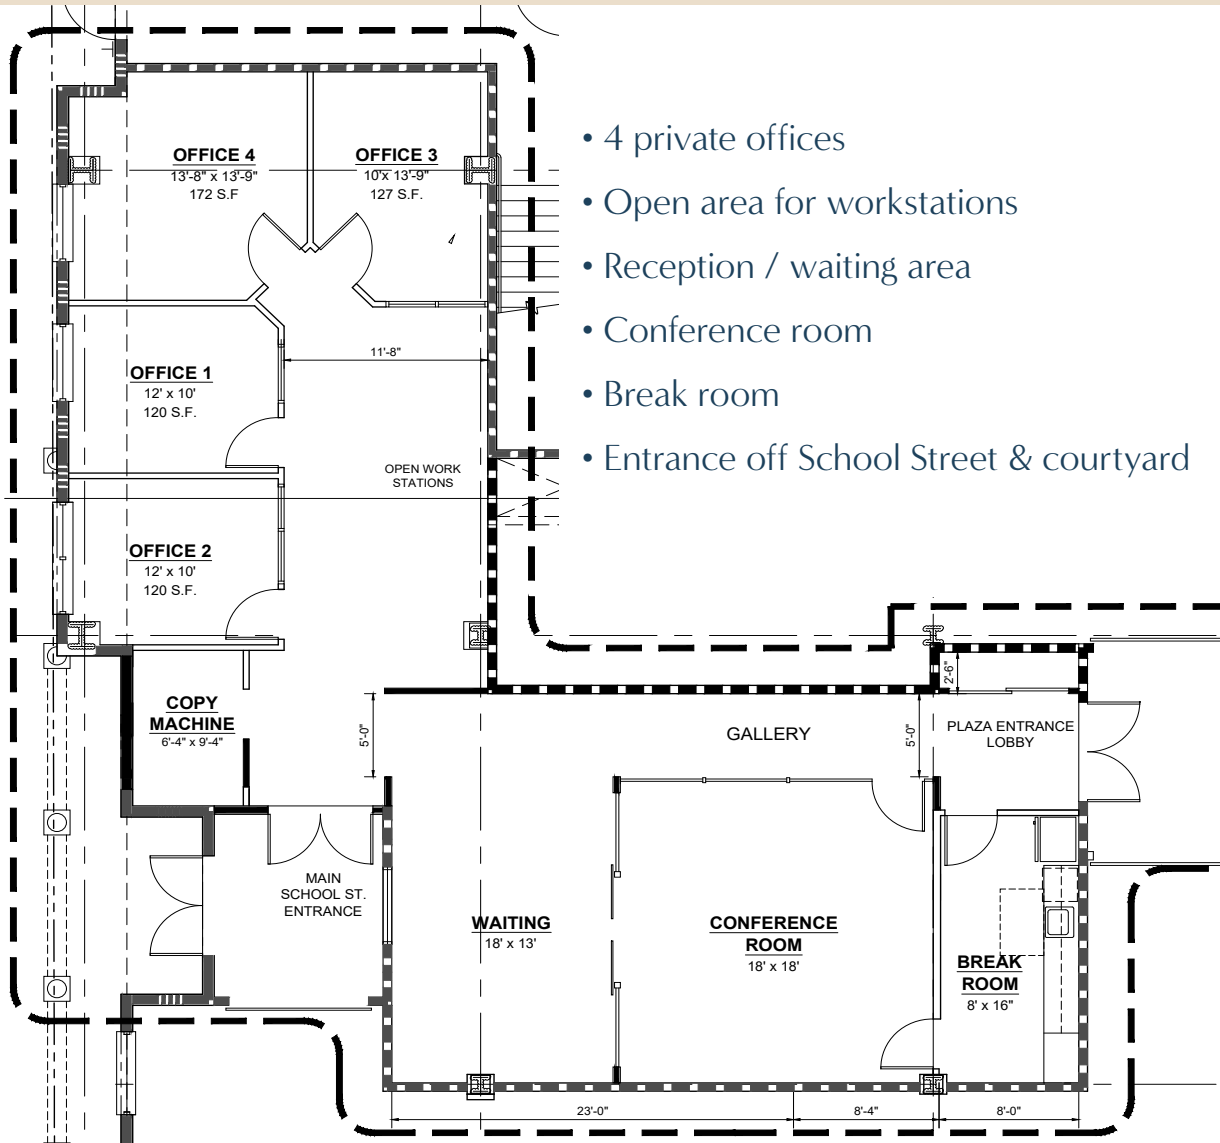 OFFICE 4
13'-8" x 13'-9"
172 S.F
OFFICE 3
10'x 13'-9"
127 S.F.
• 4 private offices
• Open area for workstations
• Reception / waiting area
• Conference room
• Break room
• Entrance off School Street & courtyard
11'-8"
OFFICE 1
12' x 10'
120 S.F.
OPEN WORK
STATIONS
OFFICE 2
12' x 10'
120 S.F.
COPY
MACHINE
6'-4" x 9'-4"
5'-0"
GALLERY
5'-0"
2'-6"
PLAZA ENTRANCE
LOBBY
MAIN
SCHOOL ST.
ENTRANCE
WAITING
18' x 13'
CONFERENCE
ROOM
18' x 18'
BREAK
ROOM
8' x 16"
23'-0"
8'-4"
8'-0"